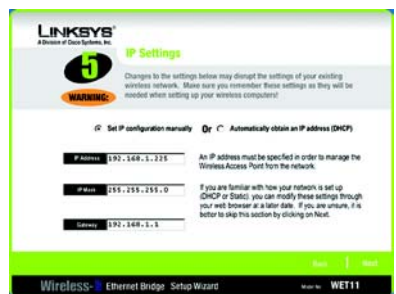 LINKSYS®
A Division of Cisco Systems, Inc.
5
IP Settings
WARNING:
Changes to the settings below may disrupt the settings of your existing
wireless network. Make sure you remember these settings as they will be
needed when setting up your wireless computers!
Set IP configuration manually Or Automatically obtain an IP address (DHCP)
IP Address 192.168.1.225
An IP address must be specified in order to manage the
Wireless Access Point from the network.
IP Mask 255.255.255.0
If you are familiar with how your network is set up
(DHCP or Static), you can modify these settings through
your web browser at a later date. If you are unsure, it is
better to skip this section by clicking on Next.
Gateway 192.168.1.1
Back Next
Wireless-B Ethernet Bridge Setup Wizard Model No. WET11